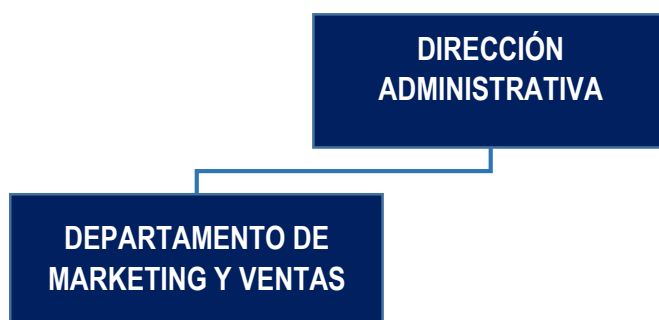 DIRECCIÓN
ADMINISTRATIVA
DEPARTAMENTO DE
MARKETING Y VENTAS